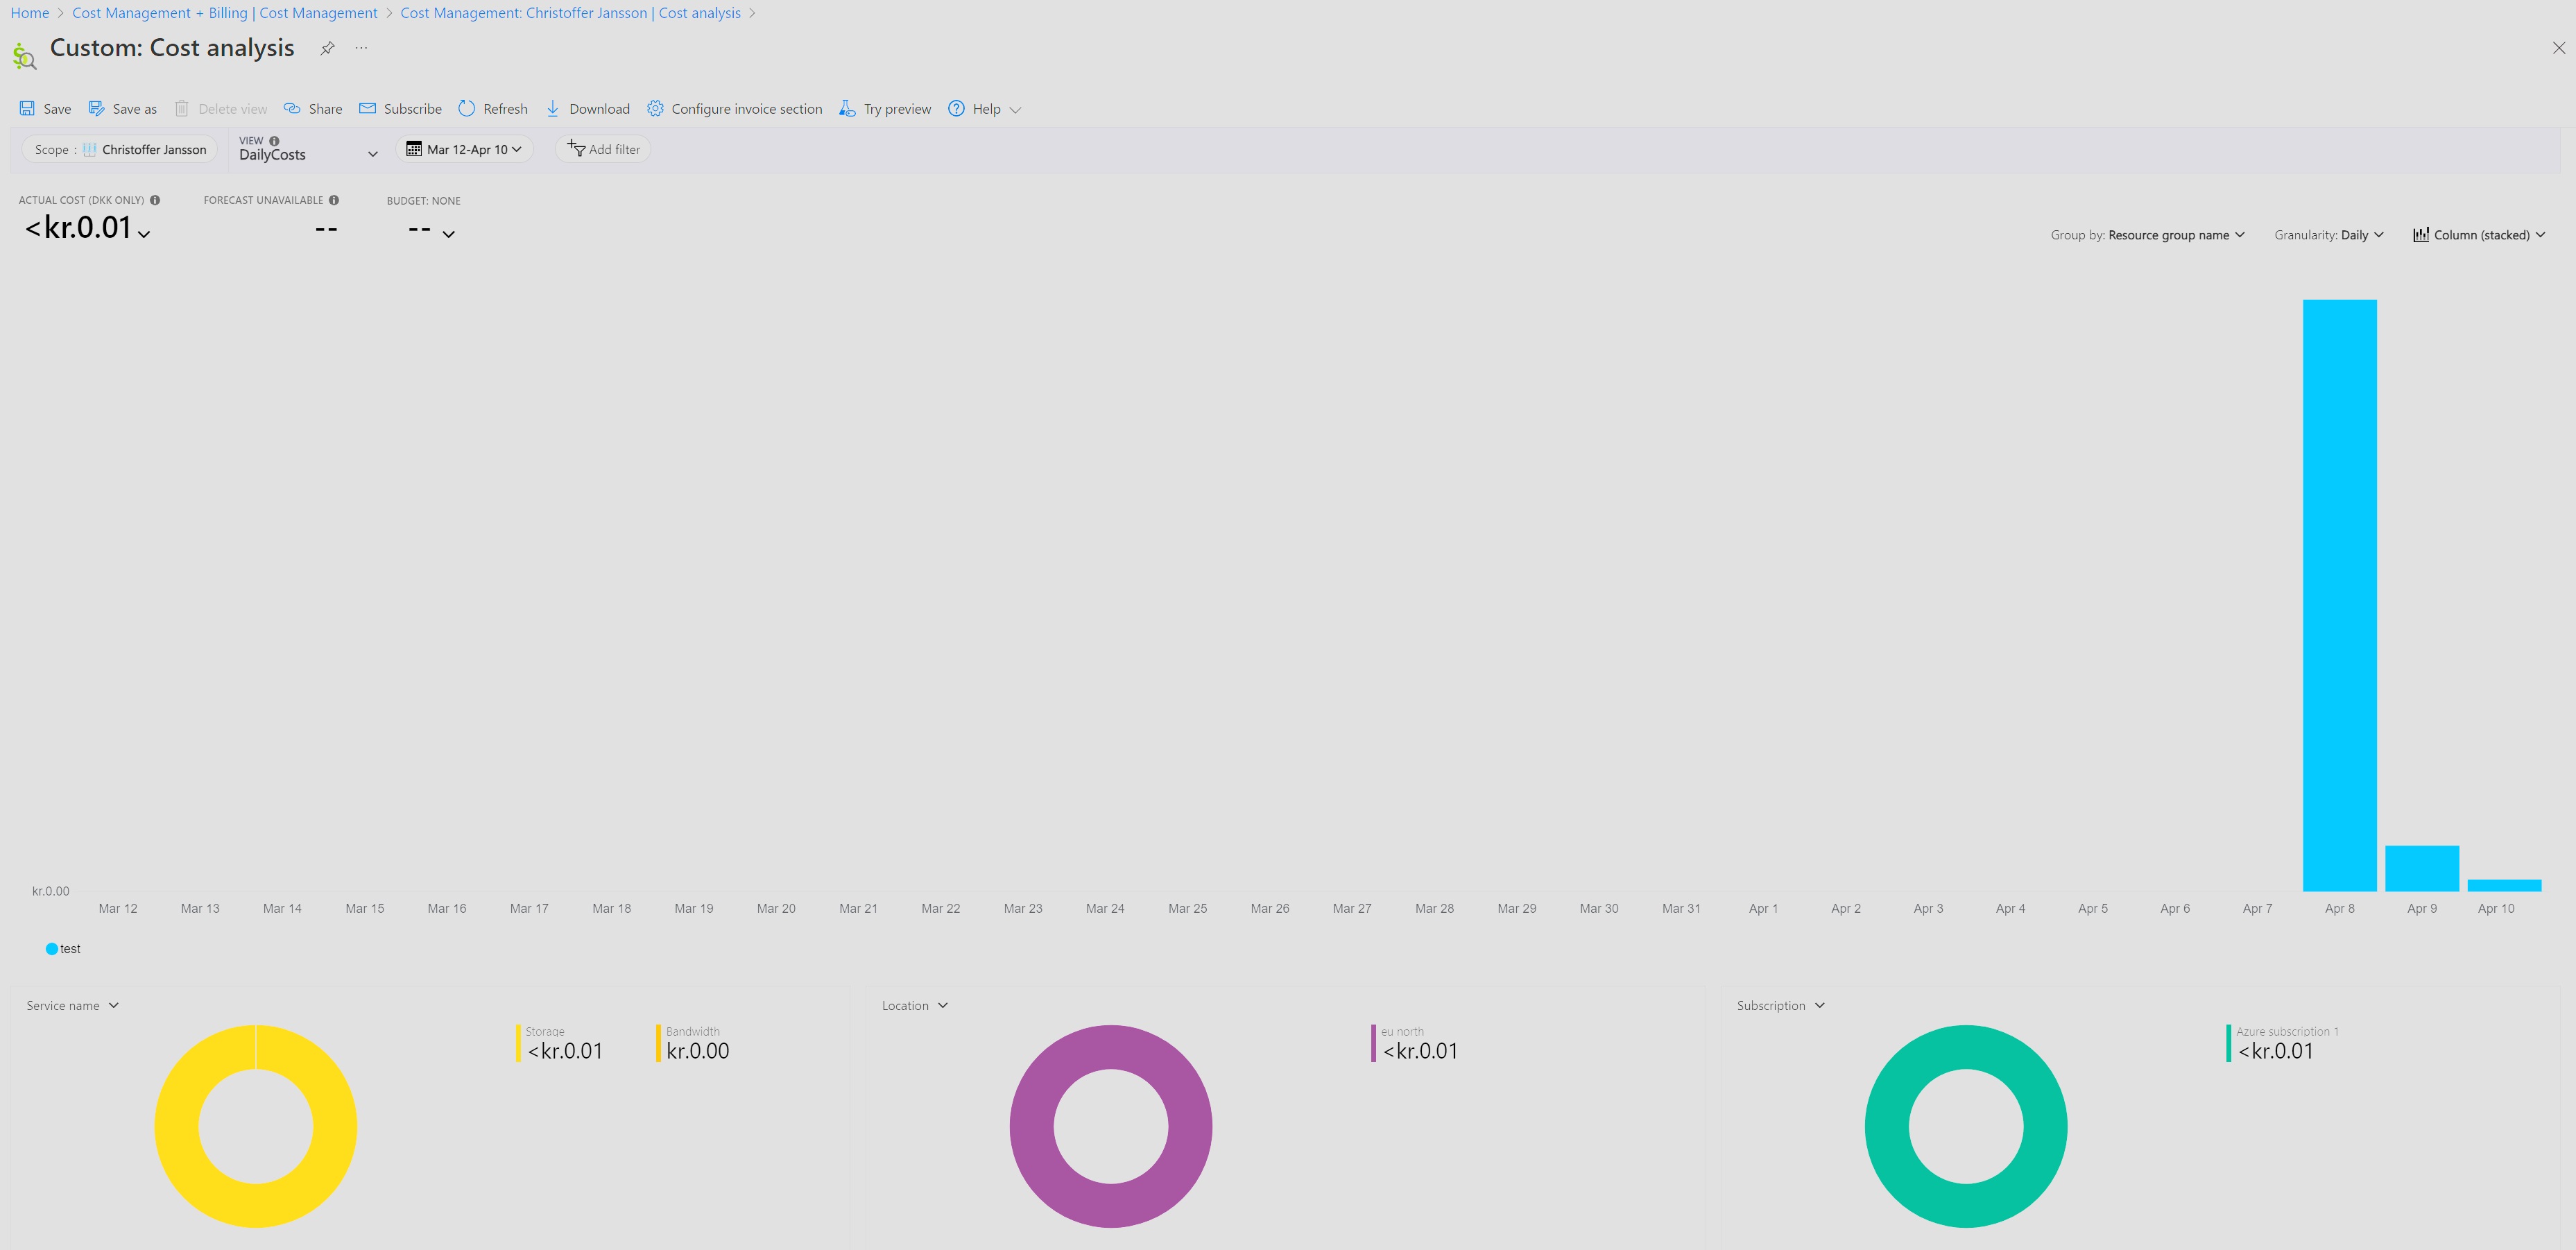 Home > Cost Management + Billing | Cost Management > Cost Management: Christoffer Jansson | Cost analysis >
Custom: Cost analysis
Save Save as Delete view Share Subscribe Refresh Download Configure invoice section Try preview Help
Scope : Christoffer Jansson
VIEW
DailyCosts
Mar 12-Apr 10
Add filter
ACTUAL COST (DKK ONLY)
<kr.0.01
FORECAST UNAVAILABLE
--
BUDGET: NONE
--
Group by: Resource group name Granularity: Daily Column (stacked)
kr.0.00
Mar 12 Mar 13 Mar 14 Mar 15 Mar 16 Mar 17 Mar 18 Mar 19 Mar 20 Mar 21 Mar 22 Mar 23 Mar 24 Mar 25 Mar 26 Mar 27 Mar 28 Mar 29 Mar 30 Mar 31 Apr 1 Apr 2 Apr 3 Apr 4 Apr 5 Apr 6 Apr 7 Apr 8 Apr 9 Apr 10
test
Service name
Storage
<kr.0.01
Bandwidth
kr.0.00
Location
eu north
<kr.0.01
Subscription
Azure subscription 1
<kr.0.01